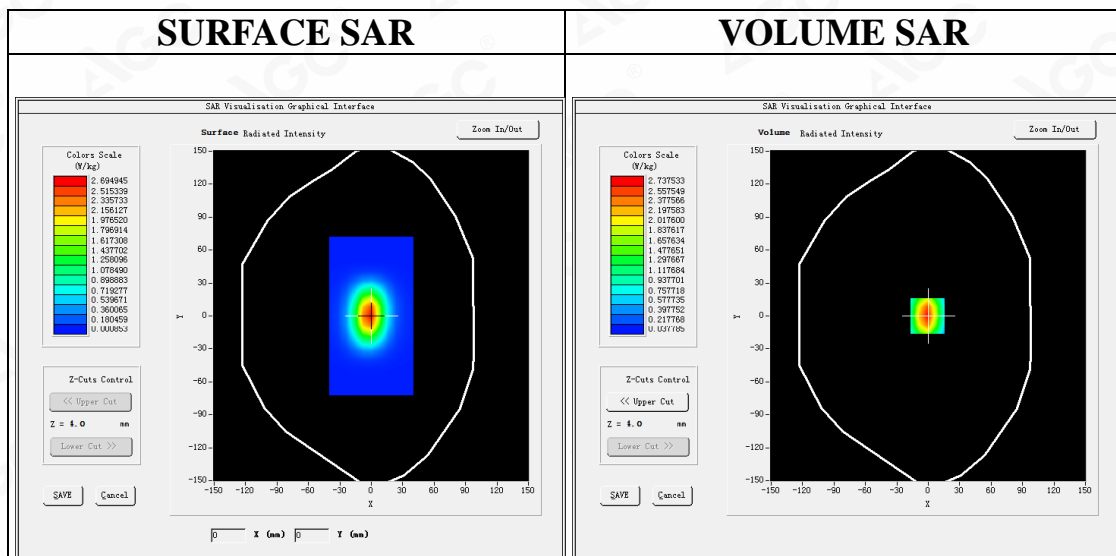 SURFACE SAR
VOLUME SAR
SAR Visualisation Graphical Interface
Surface Radiated Intensity
Zoom In/Out
Colors Scale
(W/kg)
2.694945
2.515339
2.335733
2.156127
1.976520
1.796914
1.617308
1.437702
1.258096
1.078490
0.898883
0.719277
0.539671
0.360065
0.180459
0.000853
150
120
90
60
30
0
-30
-60
-90
-120
-150
Y
-150 -120 -90 -60 -30 0 30 60 90 120 150
X
Z-Cuts Control
<< Upper Cut
Z = 4.0 mm
Lower Cut >>
SAVE Cancel
0 X (mm) 0 Y (mm)
SAR Visualisation Graphical Interface
Volume Radiated Intensity
Zoom In/Out
Colors Scale
(W/kg)
2.737533
2.557549
2.377566
2.197583
2.017600
1.837617
1.657634
1.477651
1.297667
1.117684
0.937701
0.757718
0.577735
0.397752
0.217768
0.037785
150
120
90
60
30
0
-30
-60
-90
-120
-150
Y
-150 -120 -90 -60 -30 0 30 60 90 120 150
X
Z-Cuts Control
<< Upper Cut
Z = 4.0 mm
Lower Cut >>
SAVE Cancel
AGC